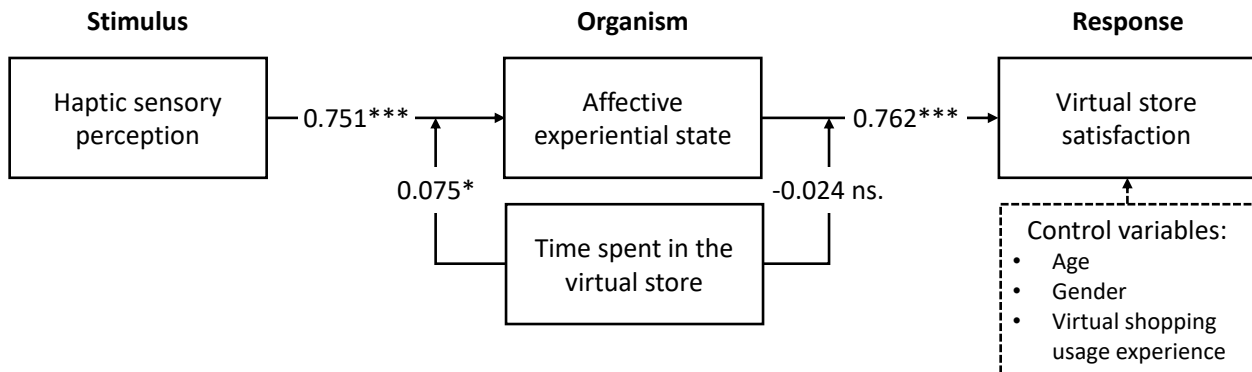 Stimulus
Organism
Response
Haptic sensory
perception
0.751***
Affective
experiential state
0.762***
Virtual store
satisfaction
0.075*
-0.024 ns.
Time spent in the
virtual store
Control variables:
• Age
• Gender
• Virtual shopping
usage experience